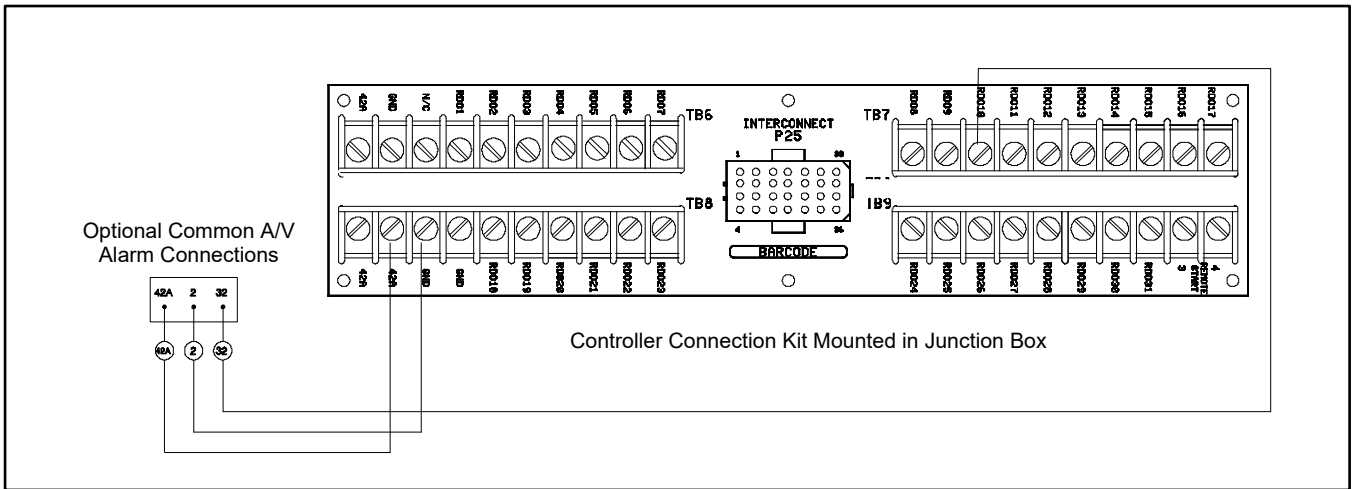 42A GND N/C RDO1 RDO2 RDO3 RDO4 RDO5 RDO6 RDO7
TB6
INTERCONNECT
P25
1
TB7
RDO8 RDO9 RDO10 RDO11 RDO12 RDO13 RDO14 RDO15 RDO16 RDO17
Optional Common A/V
Alarm Connections
42A 2 32
42A 2 32
TB8
4
BARCODE
TB9
42A 42A GND GND RDO18 RDO19 RDO20 RDO21 RDO22 RDO23
RDO24 RDO25 RDO26 RDO27 RDO28 RDO29 RDO30 RDO31 3 REMOTE START 4
Controller Connection Kit Mounted in Junction Box